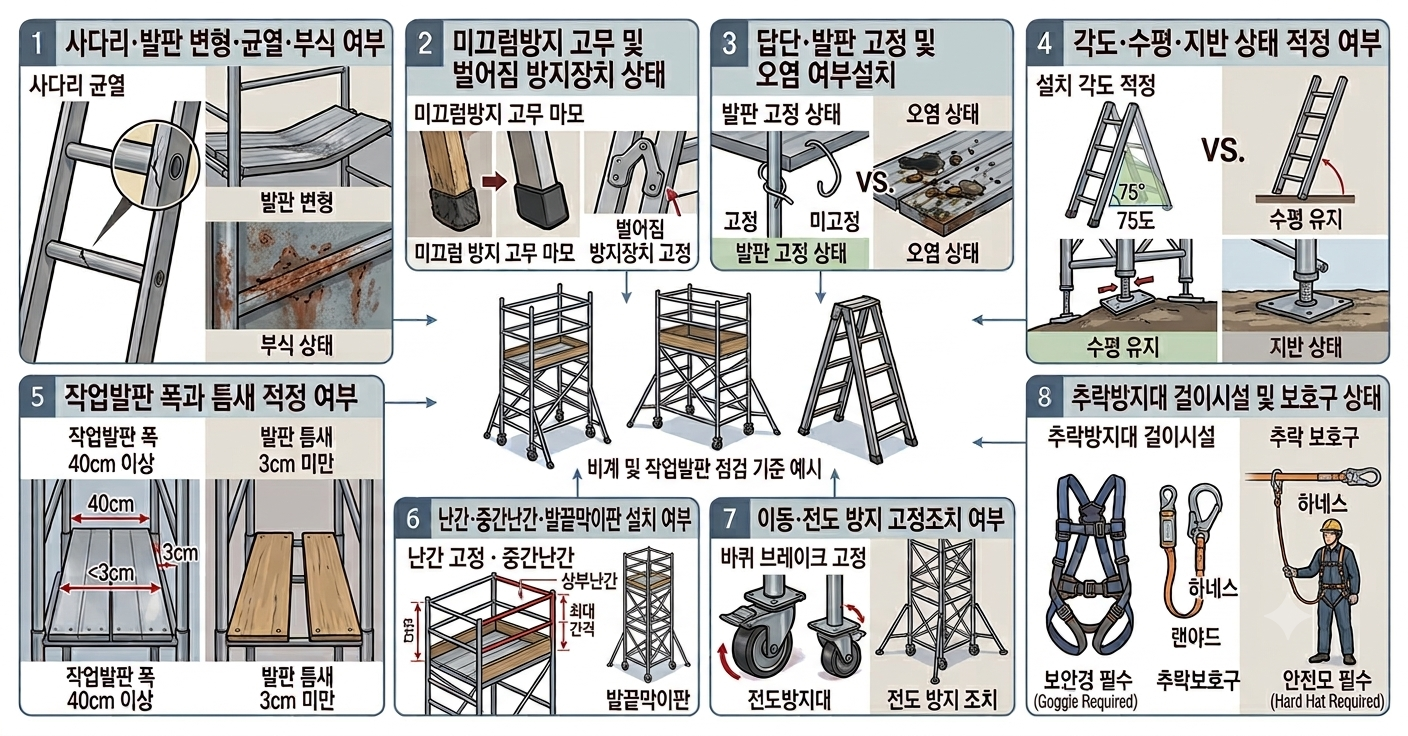 1 사다리·발판 변형·균열·부식 여부
사다리 균열
발관 변형
부식 상태
2 미끄럼방지 고무 및
벌어짐 방지장치 상태
미끄럼방지 고무 마모
미끄럼 방지 고무 마모
벌어짐
방지장치 고정
3 답단·발판 고정 및
오염 여부설치
발판 고정 상태
오염 상태
VS.
고정
미고정
발판 고정 상태
오염 상태
4 각도·수평·지반 상태 적정 여부
설치 각도 적정
VS.
75°
75도
수평 유지
수평 유지
지반 상태
비계 및 작업발판 점검 기준 예시
5 작업발판 폭과 틈새 적정 여부
작업발판 폭
40cm 이상
발판 틈새
3cm 미만
40cm
3cm
<3cm
작업발판 폭
40cm 이상
발판 틈새
3cm 미만
6 난간·중간난간·발끝막이판 설치 여부
난간 고정 · 중간난간
상부난간
최대
간격
발끝막이판
7 이동·전도 방지 고정조치 여부
바퀴 브레이크 고정
전도방지대
전도 방지 조치
8 추락방지대 걸이시설 및 보호구 상태
추락방지대 걸이시설
추락 보호구
하네스
하네스
랜야드
보안경 필수
(Goggle Required)
추락보호구
안전모 필수
(Hard Hat Required)